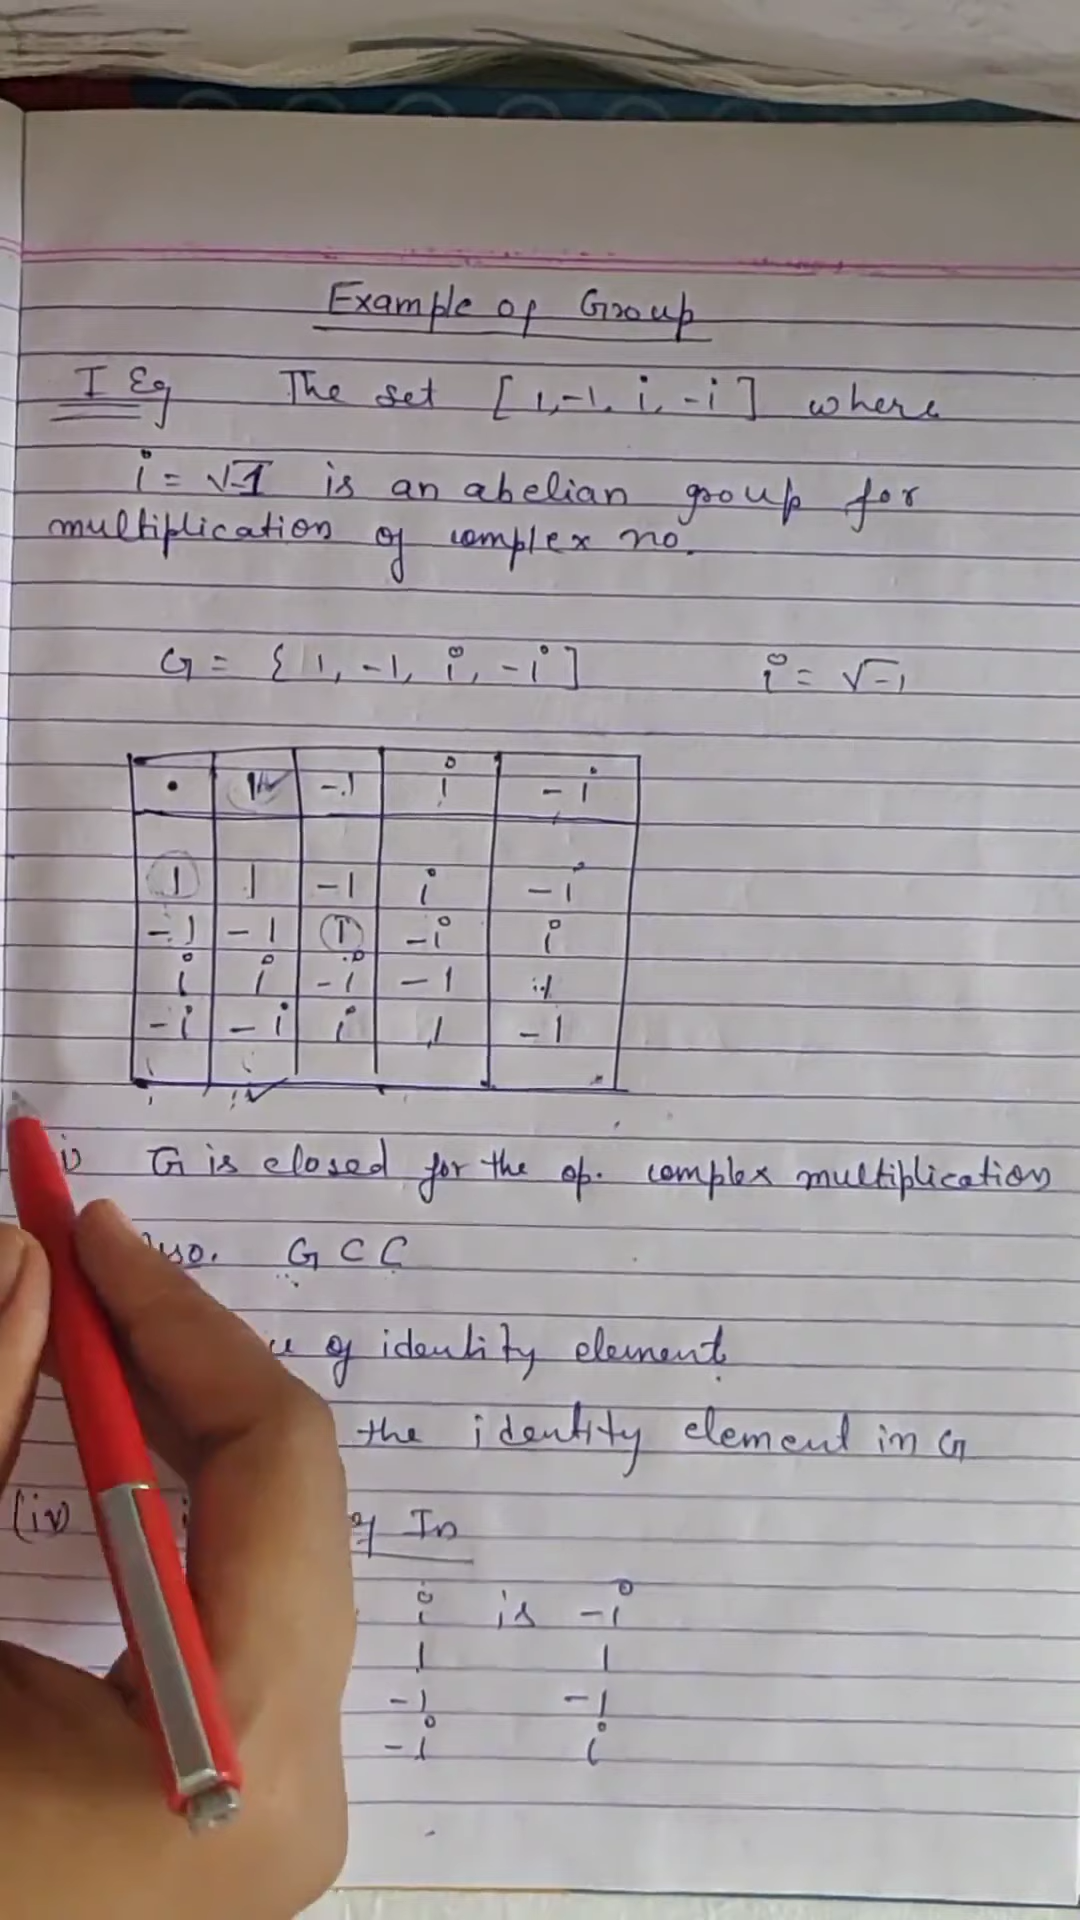 Example of Group
I Eg The set [1,-1, i, -i] where
i = √-1 is an abelian group for
multiplication of complex no.
G = {1, -1, i, -i] i = √-1
• 1 -1 i -i
1 1 -1 i -i
-1 -1 1 -i i
i i -i -1 1
-i -i i 1 -1
i) G is closed for the op. complex multiplication
G ⊂ C
of identity element
the identity element in G
(iv) of In
i is -i
1 1
-1 -1
-i i